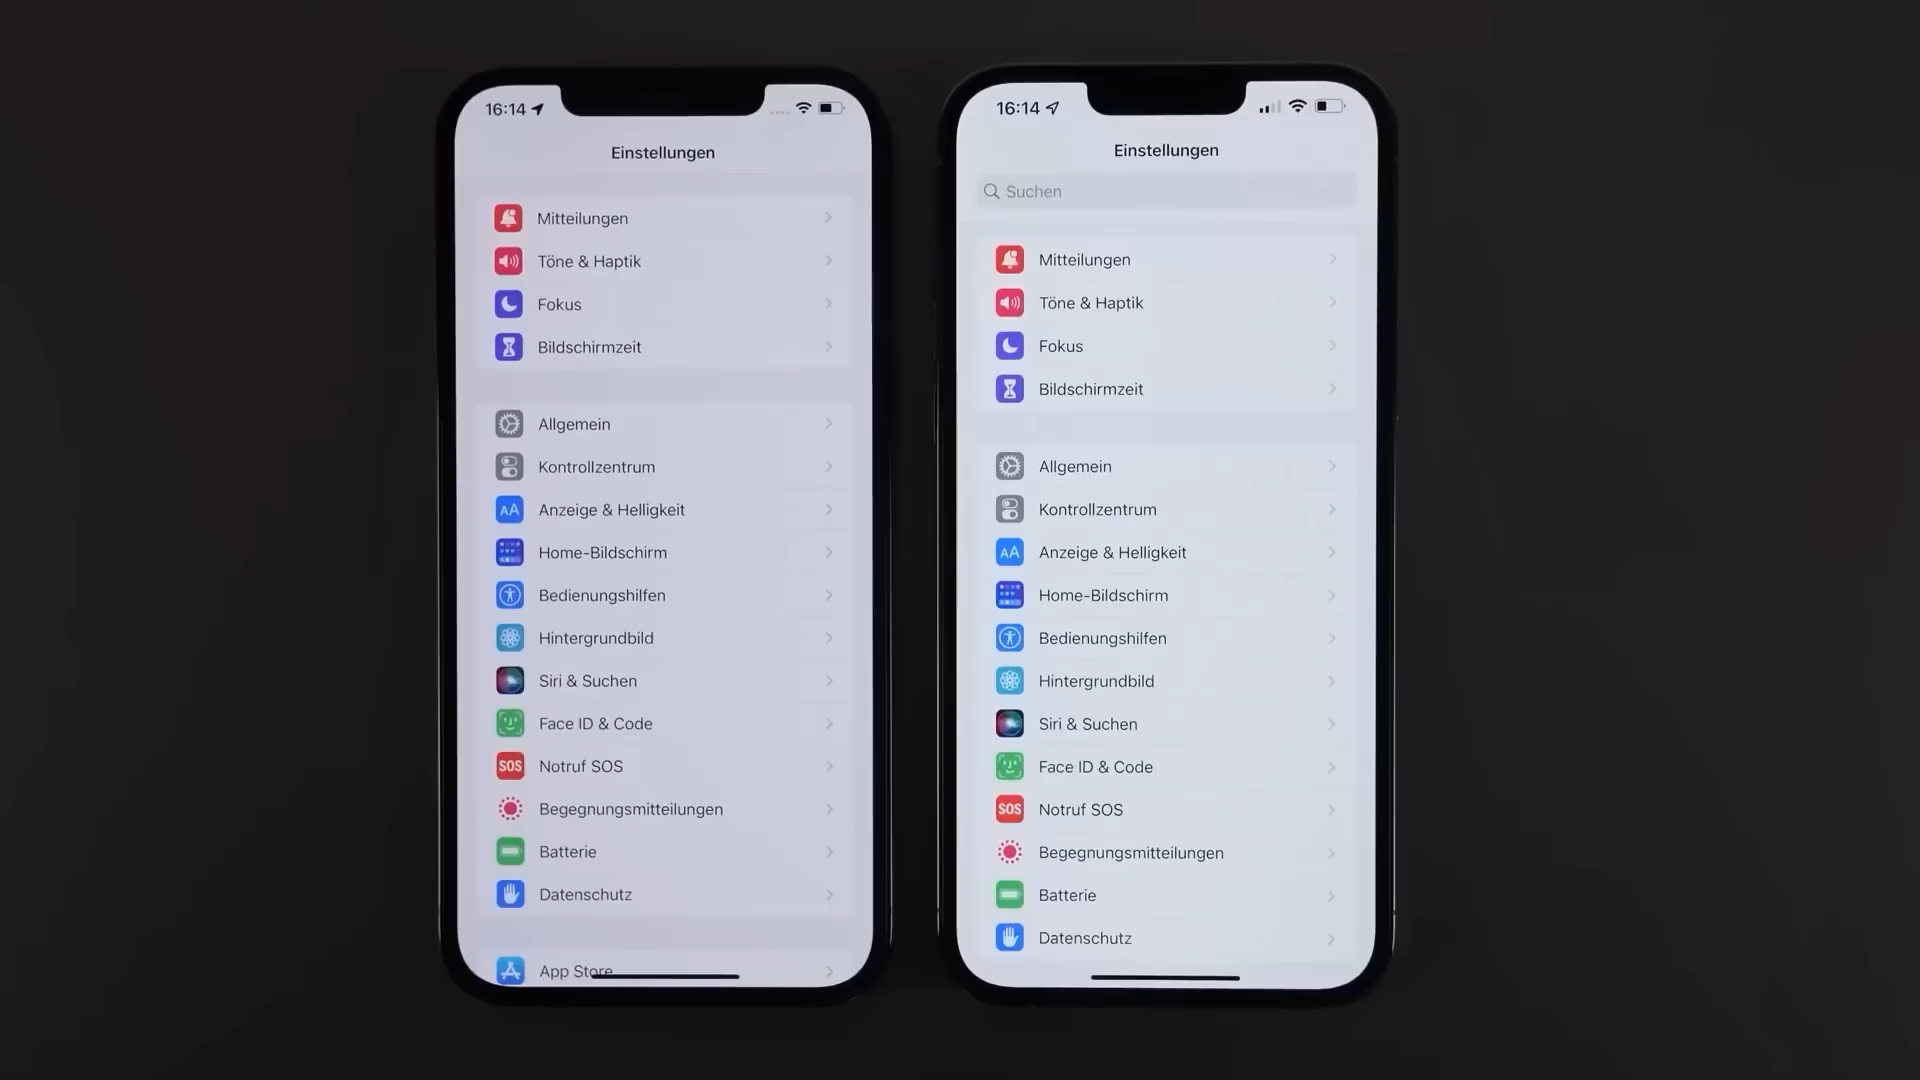 16:14
Einstellungen
Mitteilungen
Töne & Haptik
Fokus
Bildschirmzeit
Allgemein
Kontrollzentrum
AA Anzeige & Helligkeit
Home-Bildschirm
Bedienungshilfen
Hintergrundbild
Siri & Suchen
Face ID & Code
SOS Notruf SOS
Begegnungsmitteilungen
Batterie
Datenschutz
App Store
16:14
Einstellungen
Suchen
Mitteilungen
Töne & Haptik
Fokus
Bildschirmzeit
Allgemein
Kontrollzentrum
AA Anzeige & Helligkeit
Home-Bildschirm
Bedienungshilfen
Hintergrundbild
Siri & Suchen
Face ID & Code
SOS Notruf SOS
Begegnungsmitteilungen
Batterie
Datenschutz